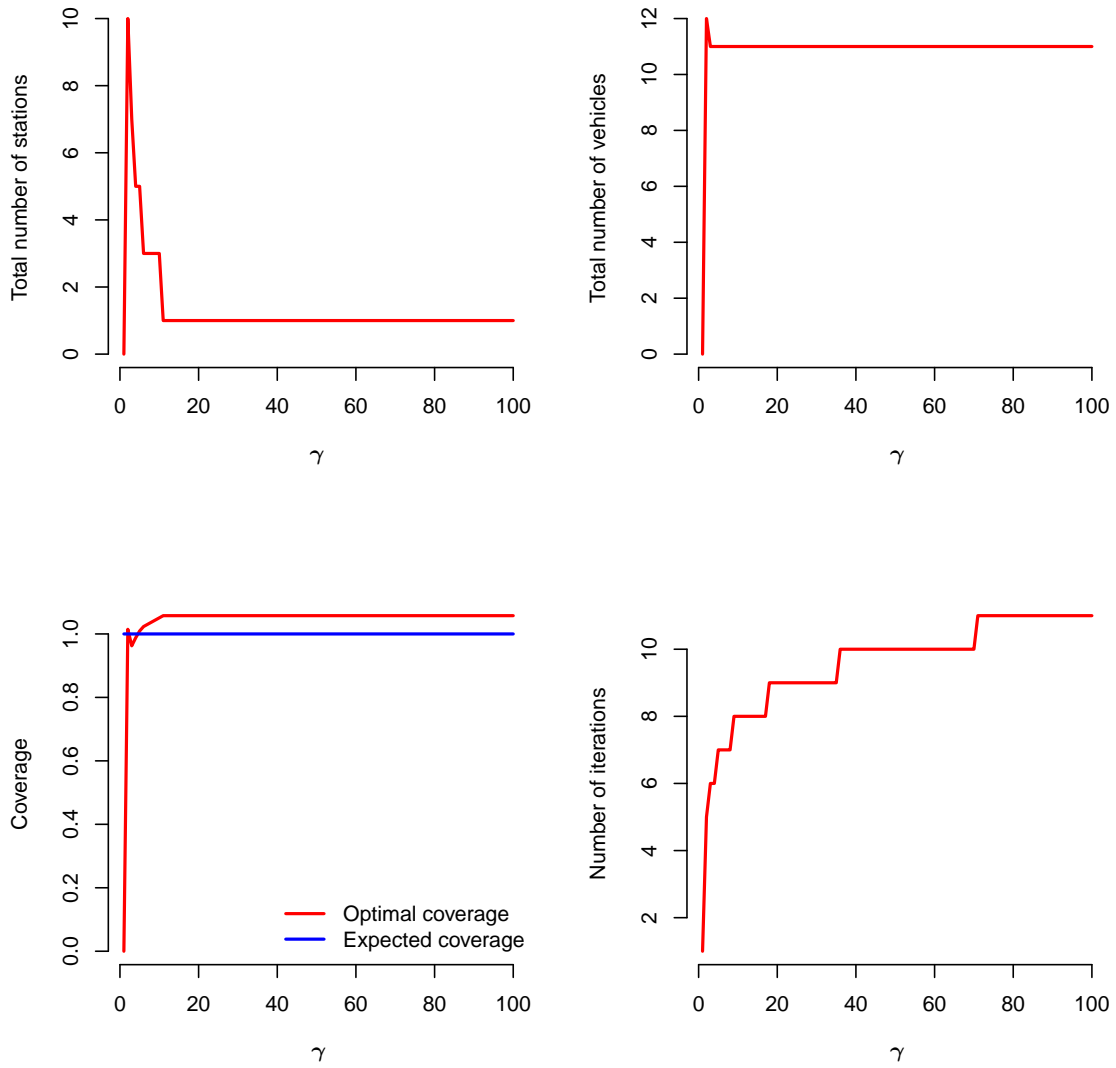 Total number of stations
10
8
6
4
2
0
0 20 40 60 80 100
γ
Total number of vehicles
12
10
8
6
4
2
0
0 20 40 60 80 100
γ
Coverage
1.0
0.8
0.6
0.4
0.2
0.0
Optimal coverage
Expected coverage
0 20 40 60 80 100
γ
Number of iterations
10
8
6
4
2
0 20 40 60 80 100
γ